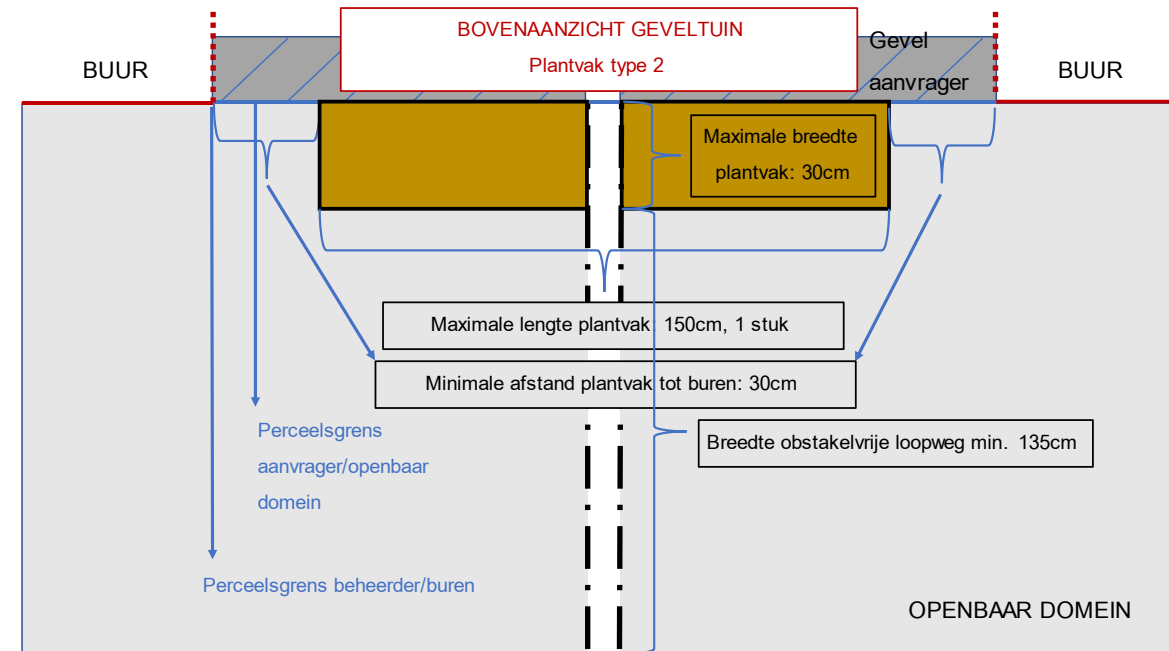 BOVENAANZICHT GEVELTUIN
Plantvak type 2
BUUR
Gevel
aanvrager
BUUR
Maximale breedte
plantvak: 30cm
Maximale lengte plantvak: 150cm, 1 stuk
Minimale afstand plantvak tot buren: 30cm
Perceelsgrens
aanvrager/openbaar
domein
Breedte obstakelvrije loopweg min. 135cm
Perceelsgrens beheerder/buren
OPENBAAR DOMEIN